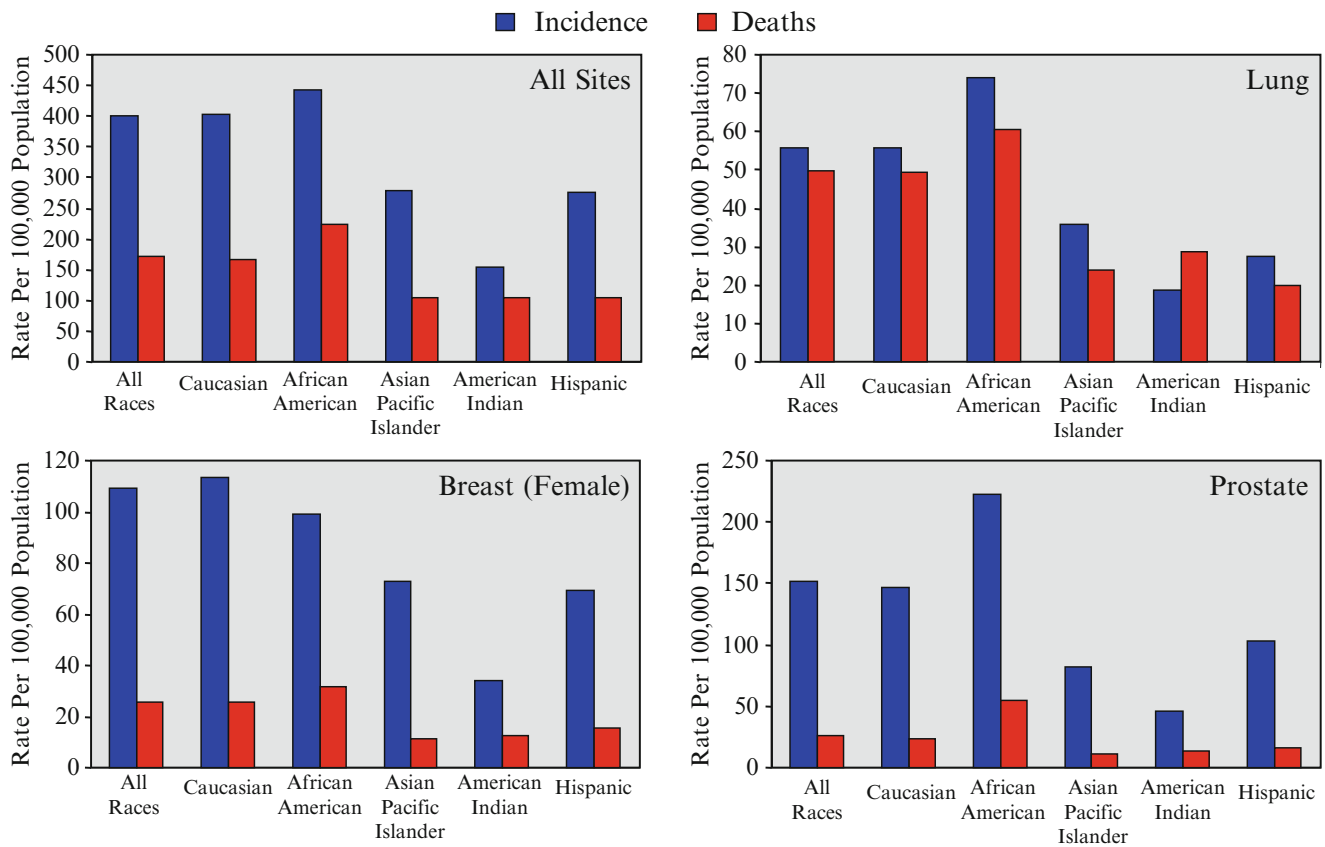 Incidence Deaths
All Sites
Rate Per 100,000 Population
500
450
400
350
300
250
200
150
100
50
0
All Races
Caucasian
African American
Asian Pacific Islander
American Indian
Hispanic
Lung
Rate Per 100,000 Population
80
70
60
50
40
30
20
10
0
All Races
Caucasian
African American
Asian Pacific Islander
American Indian
Hispanic
Breast (Female)
Rate Per 100,000 Population
120
100
80
60
40
20
0
All Races
Caucasian
African American
Asian Pacific Islander
American Indian
Hispanic
Prostate
Rate Per 100,000 Population
250
200
150
100
50
0
All Races
Caucasian
African American
Asian Pacific Islander
American Indian
Hispanic